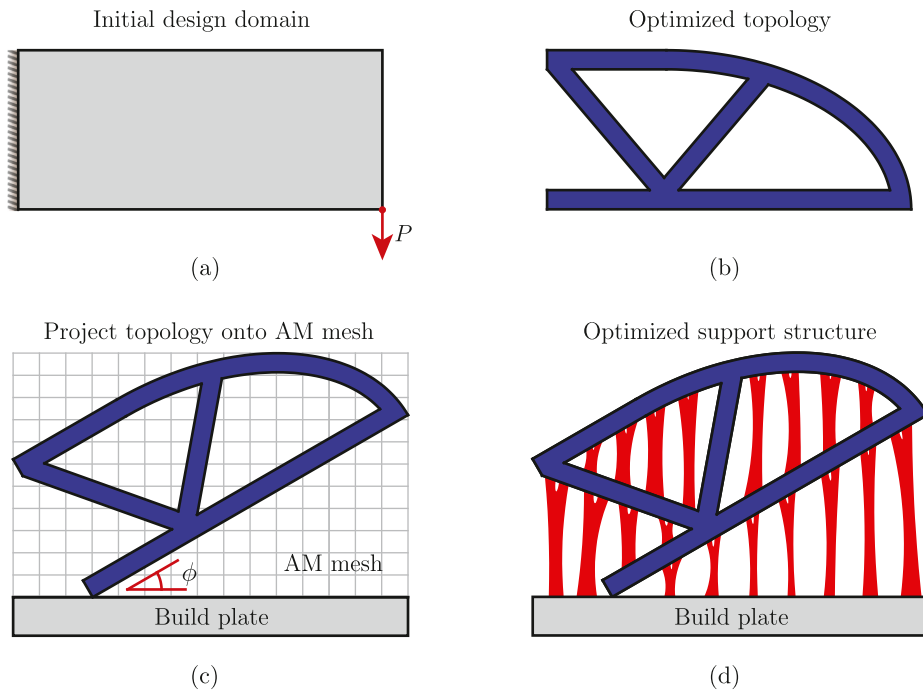 Initial design domain
Optimized topology
P
(a)
(b)
Project topology onto AM mesh
Optimized support structure
AM mesh
ϕ
Build plate
Build plate
(c)
(d)